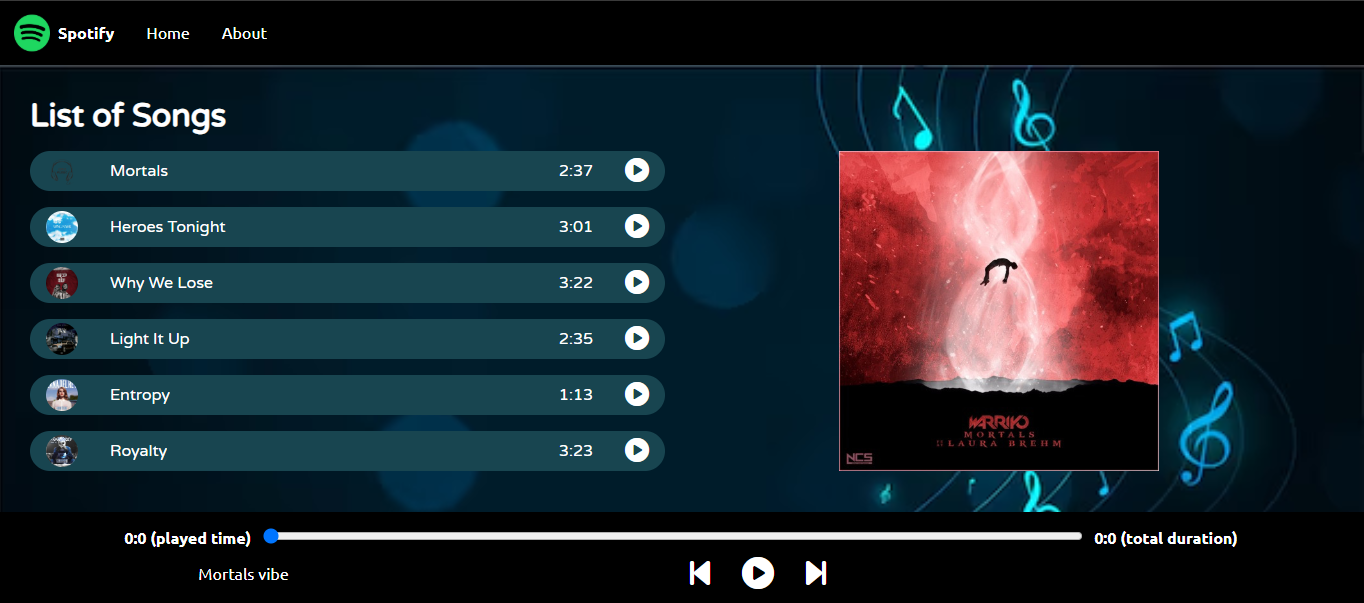 Spotify Home About
List of Songs
Mortals 2:37
Heroes Tonight 3:01
Why We Lose 3:22
Light It Up 2:35
Entropy 1:13
Royalty 3:23
WARRIYO
MORTALS
LAURA BREHM
NCS
0:0 (played time) 0:0 (total duration)
Mortals vibe